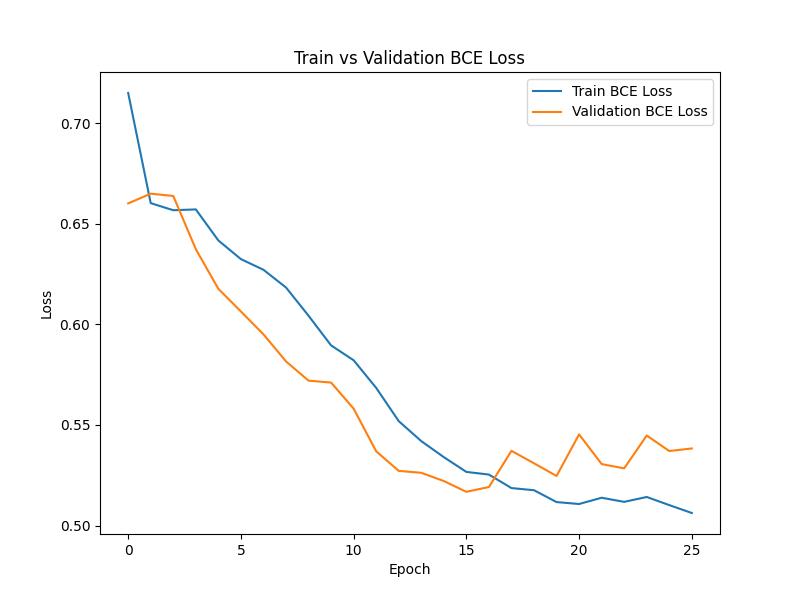 Train vs Validation BCE Loss
Train BCE Loss
Validation BCE Loss
0.70
0.65
0.60
0.55
0.50
Loss
0 5 10 15 20 25
Epoch